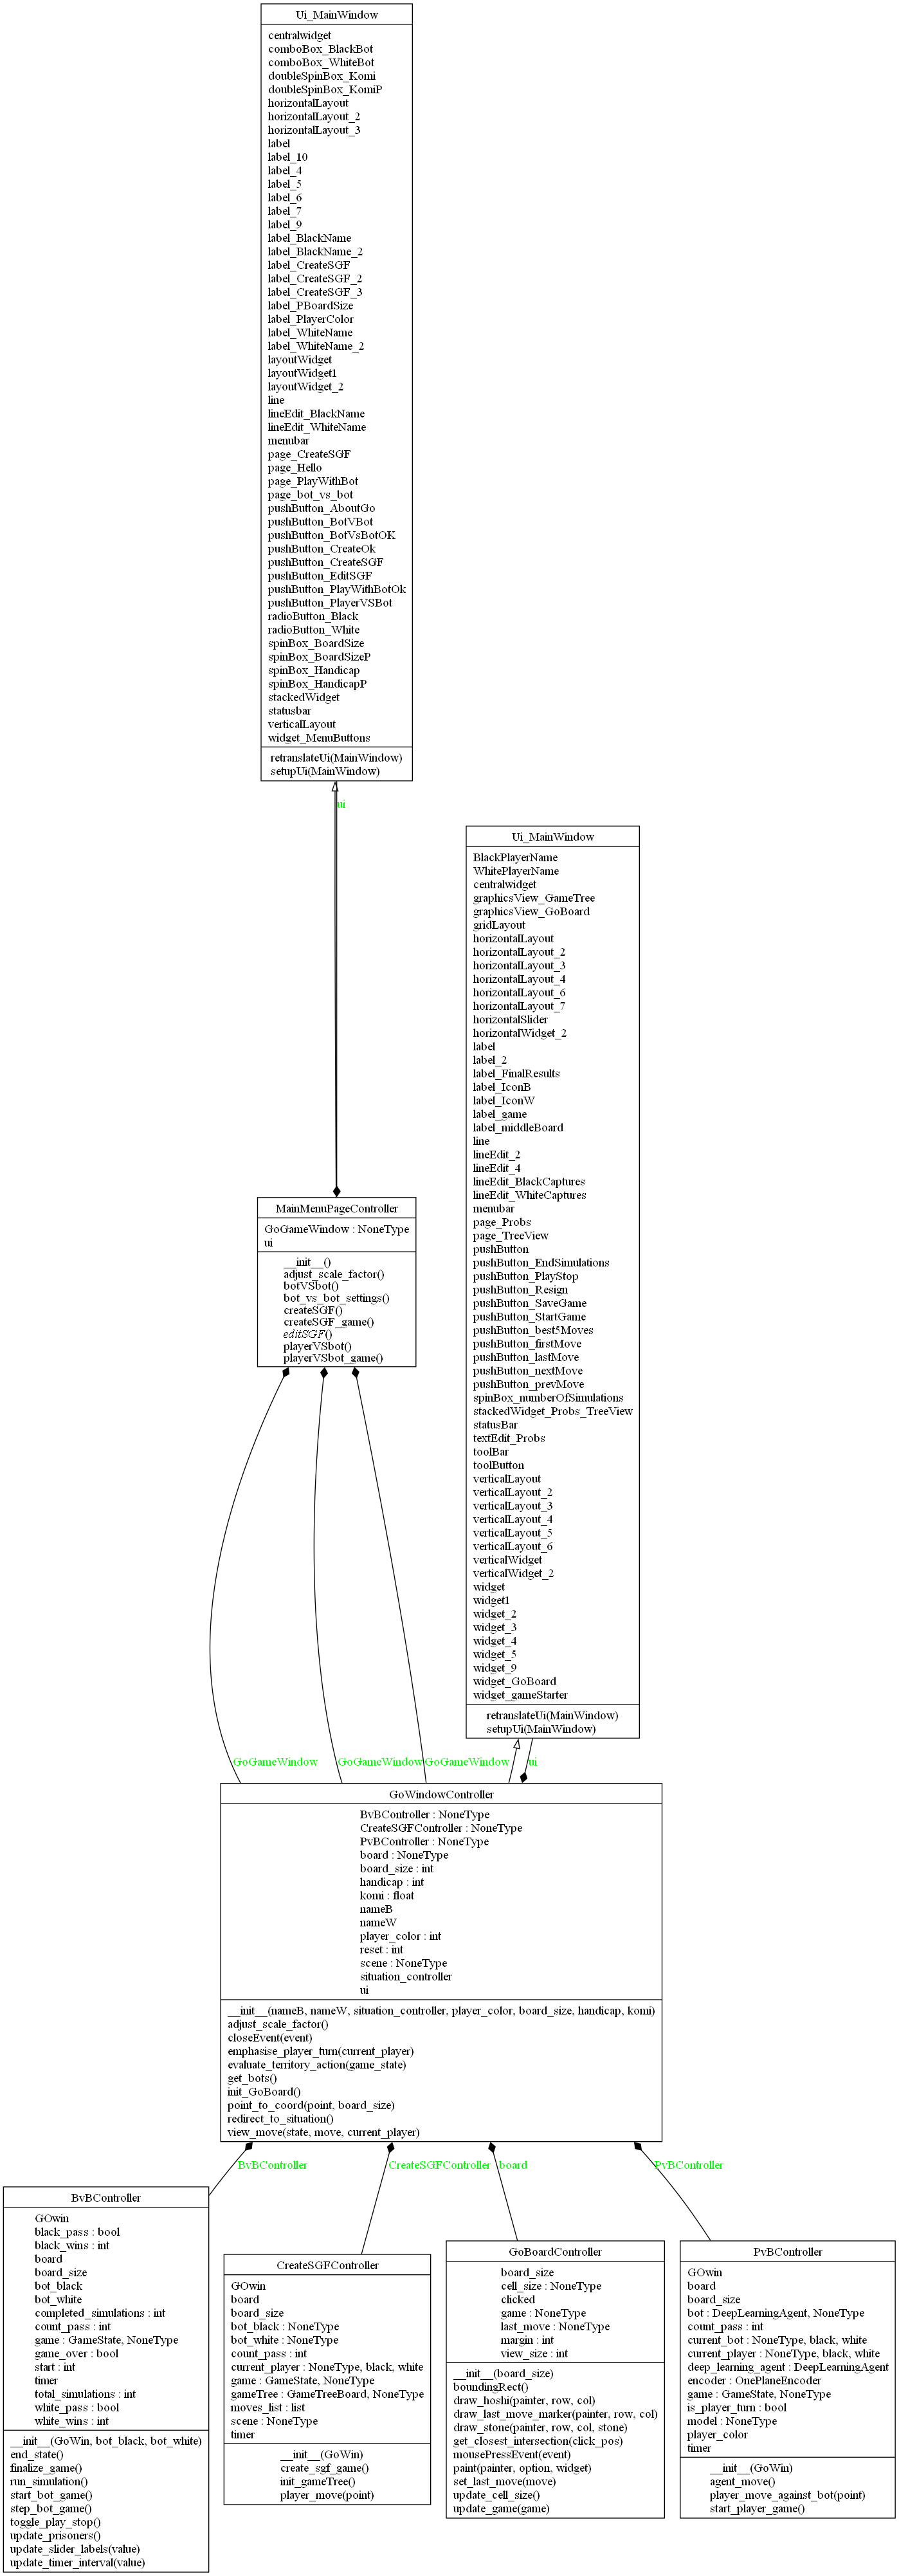 Ui_MainWindow
centralwidget
comboBox_BlackBot
comboBox_WhiteBot
doubleSpinBox_Komi
doubleSpinBox_KomiP
horizontalLayout
horizontalLayout_2
horizontalLayout_3
label
label_10
label_4
label_5
label_6
label_7
label_9
label_BlackName
label_BlackName_2
label_CreateSGF
label_CreateSGF_2
label_CreateSGF_3
label_PBoardSize
label_PlayerColor
label_WhiteName
label_WhiteName_2
layoutWidget
layoutWidget1
layoutWidget_2
line
lineEdit_BlackName
lineEdit_WhiteName
menubar
page_CreateSGF
page_Hello
page_PlayWithBot
page_bot_vs_bot
pushButton_AboutGo
pushButton_BotVBot
pushButton_BotVsBotOK
pushButton_CreateOk
pushButton_CreateSGF
pushButton_EditSGF
pushButton_PlayWithBotOk
pushButton_PlayerVSBot
radioButton_Black
radioButton_White
spinBox_BoardSize
spinBox_BoardSizeP
spinBox_Handicap
spinBox_HandicapP
stackedWidget
statusbar
verticalLayout
widget_MenuButtons
retranslateUi(MainWindow)
setupUi(MainWindow)
ui
Ui_MainWindow
BlackPlayerName
WhitePlayerName
centralwidget
graphicsView_GameTree
graphicsView_GoBoard
gridLayout
horizontalLayout
horizontalLayout_2
horizontalLayout_3
horizontalLayout_4
horizontalLayout_6
horizontalLayout_7
horizontalSlider
horizontalWidget_2
label
label_2
label_FinalResults
label_IconB
label_IconW
label_game
label_middleBoard
line
lineEdit_2
lineEdit_4
lineEdit_BlackCaptures
lineEdit_WhiteCaptures
menubar
page_Probs
page_TreeView
pushButton
pushButton_EndSimulations
pushButton_PlayStop
pushButton_Resign
pushButton_SaveGame
pushButton_StartGame
pushButton_best5Moves
pushButton_firstMove
pushButton_lastMove
pushButton_nextMove
pushButton_prevMove
spinBox_numberOfSimulations
stackedWidget_Probs_TreeView
statusBar
textEdit_Probs
toolBar
toolButton
verticalLayout
verticalLayout_2
verticalLayout_3
verticalLayout_4
verticalLayout_5
verticalLayout_6
verticalWidget
verticalWidget_2
widget
widget1
widget_2
widget_3
widget_4
widget_5
widget_9
widget_GoBoard
widget_gameStarter
retranslateUi(MainWindow)
setupUi(MainWindow)
MainMenuPageController
GoGameWindow : NoneType
ui
__init__()
adjust_scale_factor()
botVSbot()
bot_vs_bot_settings()
createSGF()
createSGF_game()
editSGF()
playerVSbot()
playerVSbot_game()
GoGameWindow
GoGameWindow
GoGameWindow
ui
GoWindowController
BvBController : NoneType
CreateSGFController : NoneType
PvBController : NoneType
board : NoneType
board_size : int
handicap : int
komi : float
nameB
nameW
player_color : int
reset : int
scene : NoneType
situation_controller
ui
__init__(nameB, nameW, situation_controller, player_color, board_size, handicap, komi)
adjust_scale_factor()
closeEvent(event)
emphasise_player_turn(current_player)
evaluate_territory_action(game_state)
get_bots()
init_GoBoard()
point_to_coord(point, board_size)
redirect_to_situation()
view_move(state, move, current_player)
BvBController
CreateSGFController
board
PvBController
BvBController
GOwin
black_pass : bool
black_wins : int
board
board_size
bot_black
bot_white
completed_simulations : int
count_pass : int
game : GameState, NoneType
game_over : bool
start : int
timer
total_simulations : int
white_pass : bool
white_wins : int
__init__(GoWin, bot_black, bot_white)
end_state()
finalize_game()
run_simulation()
start_bot_game()
step_bot_game()
toggle_play_stop()
update_prisoners()
update_slider_labels(value)
update_timer_interval(value)
CreateSGFController
GOwin
board
board_size
bot_black : NoneType
bot_white : NoneType
count_pass : int
current_player : NoneType, black, white
game : GameState, NoneType
gameTree : GameTreeBoard, NoneType
moves_list : list
scene : NoneType
timer
__init__(GoWin)
create_sgf_game()
init_gameTree()
player_move(point)
GoBoardController
board_size
cell_size : NoneType
clicked
game : NoneType
last_move : NoneType
margin : int
view_size : int
__init__(board_size)
boundingRect()
draw_hoshi(painter, row, col)
draw_last_move_marker(painter, row, col)
draw_stone(painter, row, col, stone)
get_closest_intersection(click_pos)
mousePressEvent(event)
paint(painter, option, widget)
set_last_move(move)
update_cell_size()
update_game(game)
PvBController
GOwin
board
board_size
bot : DeepLearningAgent, NoneType
count_pass : int
current_bot : NoneType, black, white
current_player : NoneType, black, white
deep_learning_agent : DeepLearningAgent
encoder : OnePlaneEncoder
game : GameState, NoneType
is_player_turn : bool
model : NoneType
player_color
timer
__init__(GoWin)
agent_move()
player_move_against_bot(point)
start_player_game()